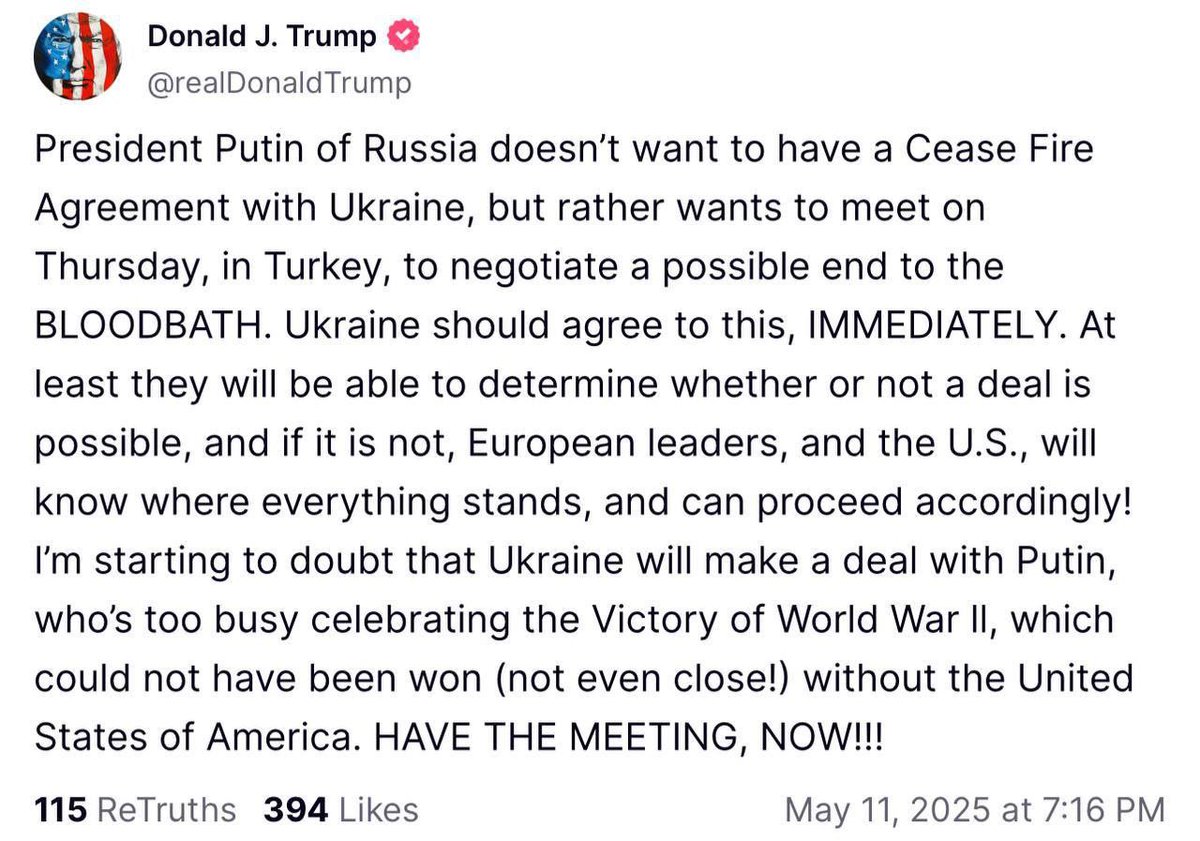 Donald J. Trump
@realDonaldTrump
President Putin of Russia doesn’t want to have a Cease Fire
Agreement with Ukraine, but rather wants to meet on
Thursday, in Turkey, to negotiate a possible end to the
BLOODBATH. Ukraine should agree to this, IMMEDIATELY. At
least they will be able to determine whether or not a deal is
possible, and if it is not, European leaders, and the U.S., will
know where everything stands, and can proceed accordingly!
I’m starting to doubt that Ukraine will make a deal with Putin,
who’s too busy celebrating the Victory of World War II, which
could not have been won (not even close!) without the United
States of America. HAVE THE MEETING, NOW!!!
115 ReTruths 394 Likes May 11, 2025 at 7:16 PM